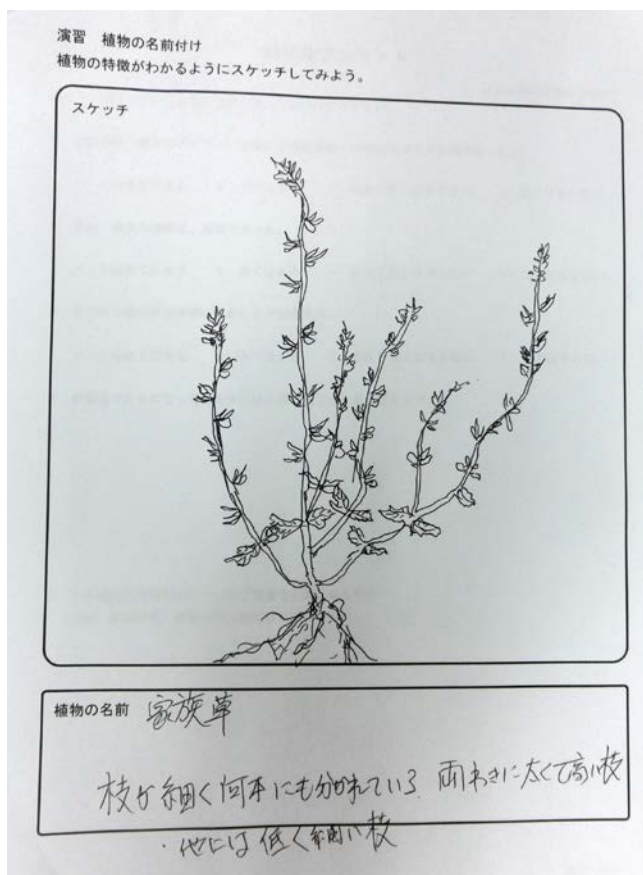 演習　植物の名前付け
植物の特徴がわかるようにスケッチしてみよう。
スケッチ
植物の名前　家族草
枝が細く何本にも分かれている 両わきに太くて高い枝
・他には 低く細い枝